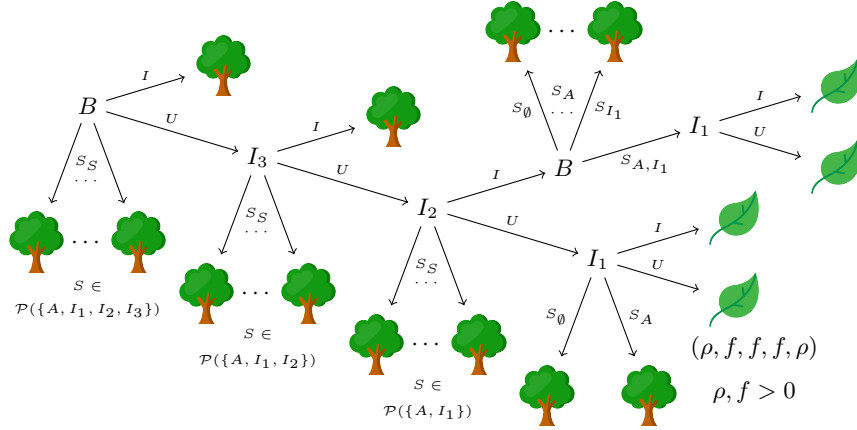 B
I
U
S_S
...
...
S ∈
𝒫({A, I_1, I_2, I_3})
I_3
I
U
S_S
...
...
S ∈
𝒫({A, I_1, I_2})
I_2
I
U
S_S
...
...
S ∈
𝒫({A, I_1})
B
S_∅
S_A
...
S_{I_1}
...
S_{A, I_1}
I_1
I
U
I_1
I
U
S_∅
S_A
(ρ, f, f, f, ρ)
ρ, f > 0